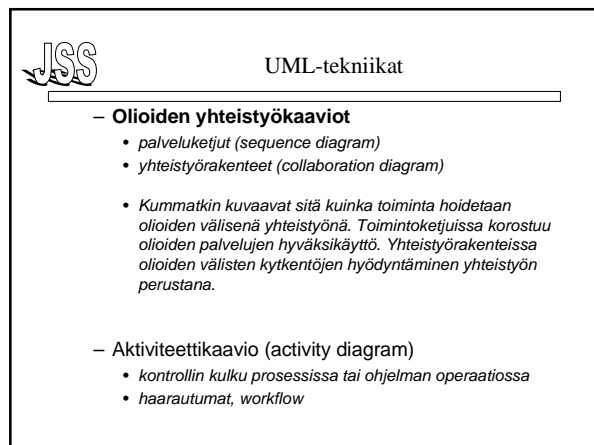 JSS
UML-tekniikat
– Olioiden yhteistyökaaviot
• palveluketjut (sequence diagram)
• yhteistyörakenteet (collaboration diagram)
• Kummatkin kuvaavat sitä kuinka toiminta hoidetaan
olioiden välisenä yhteistyönä. Toimintoketjuissa korostuu
olioiden palvelujen hyväksikäyttö. Yhteistyörakenteissa
olioiden välisten kytkentöjen hyödyntäminen yhteistyön
perustana.
– Aktiviteettikaavio (activity diagram)
• kontrollin kulku prosessissa tai ohjelman operaatiossa
• haarautumat, workflow